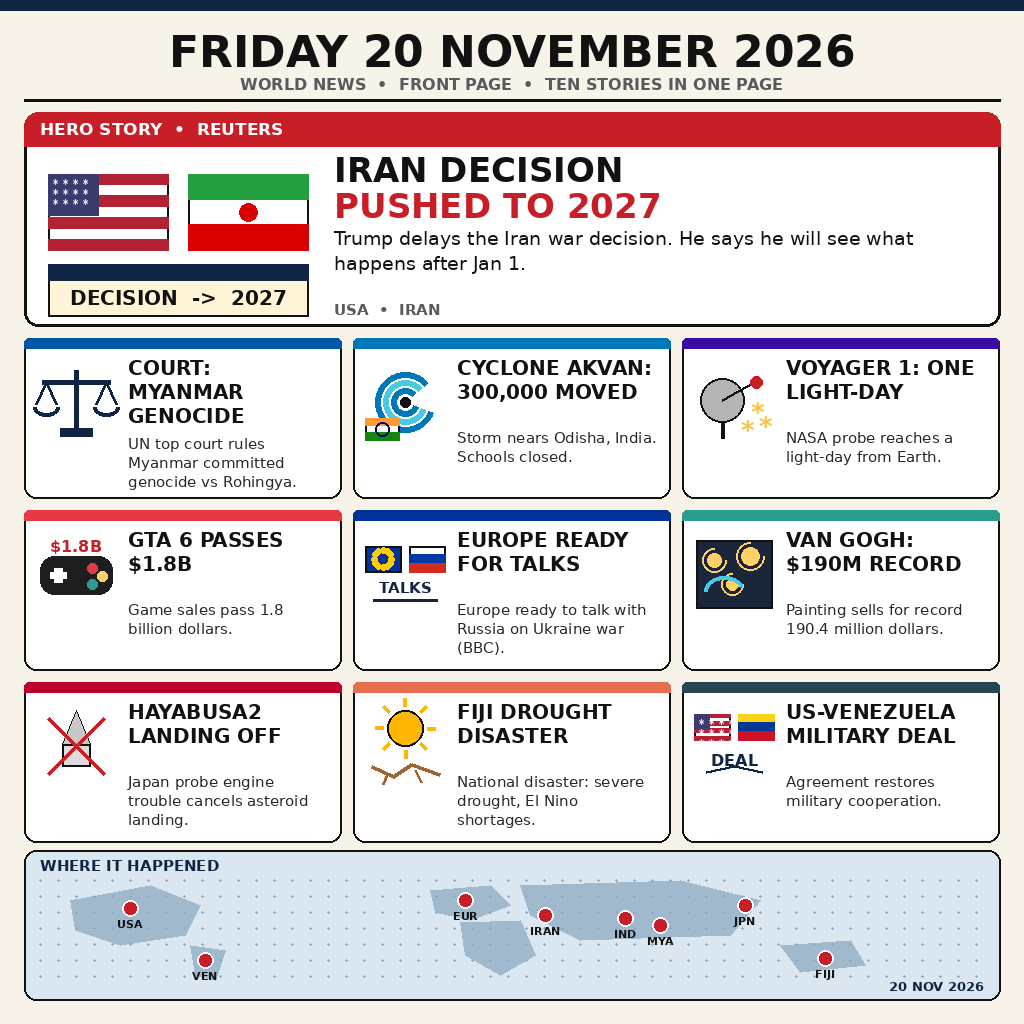 FRIDAY 20 NOVEMBER 2026
WORLD NEWS • FRONT PAGE • TEN STORIES IN ONE PAGE
HERO STORY • REUTERS
IRAN DECISION
PUSHED TO 2027
Trump delays the Iran war decision. He says he will see what
happens after Jan 1.
DECISION -> 2027
USA • IRAN
COURT:
MYANMAR
GENOCIDE
UN top court rules
Myanmar committed
genocide vs Rohingya.
CYCLONE AKVAN:
300,000 MOVED
Storm nears Odisha, India.
Schools closed.
VOYAGER 1: ONE
LIGHT-DAY
NASA probe reaches a
light-day from Earth.
$1.8B
GTA 6 PASSES
$1.8B
Game sales pass 1.8
billion dollars.
TALKS
EUROPE READY
FOR TALKS
Europe ready to talk with
Russia on Ukraine war
(BBC).
VAN GOGH:
$190M RECORD
Painting sells for record
190.4 million dollars.
HAYABUSA2
LANDING OFF
Japan probe engine
trouble cancels asteroid
landing.
FIJI DROUGHT
DISASTER
National disaster: severe
drought, El Nino
shortages.
DEAL
US-VENEZUELA
MILITARY DEAL
Agreement restores
military cooperation.
WHERE IT HAPPENED
USA
VEN
EUR
IRAN
IND
MYA
JPN
FIJI
20 NOV 2026